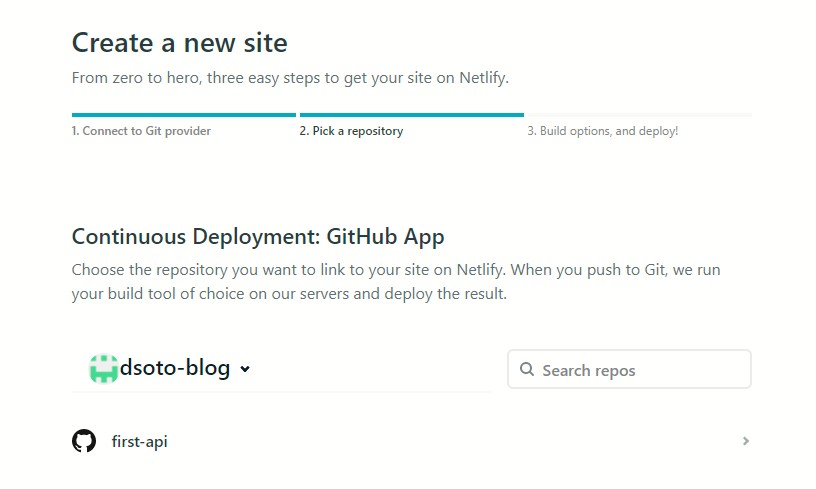 Create a new site
From zero to hero, three easy steps to get your site on Netlify.
1. Connect to Git provider
2. Pick a repository
3. Build options, and deploy!
Continuous Deployment: GitHub App
Choose the repository you want to link to your site on Netlify. When you push to Git, we run
your build tool of choice on our servers and deploy the result.
dsoto-blog
Search repos
first-api